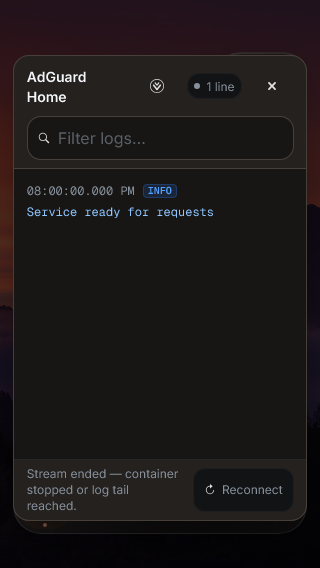 AdGuard
Home
1 line
Filter logs...
08:00:00.000 PM INFO
Service ready for requests
Stream ended — container
stopped or log tail
reached.
Reconnect